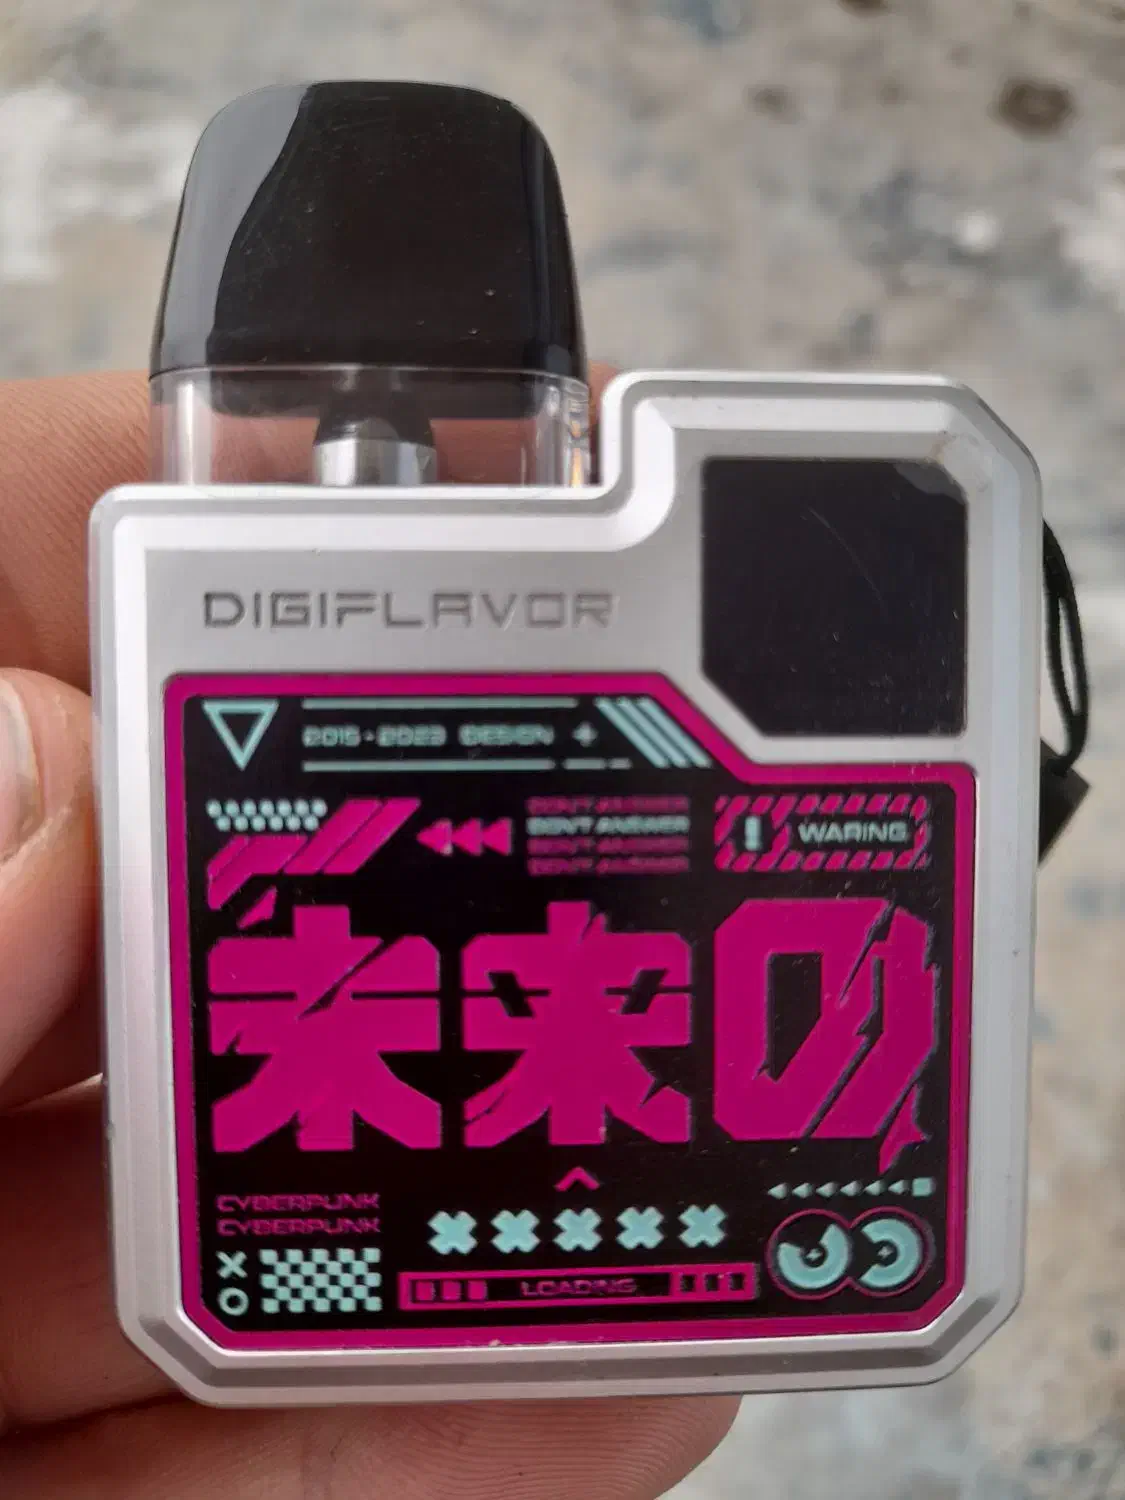 DIGIFLAVOR
2015-2023 DESIGN +
DON'T ANSWER
DON'T ANSWER
DON'T ANSWER
DON'T ANSWER
! WARING
未来の
CYBERPUNK
CYBERPUNK
LOADING